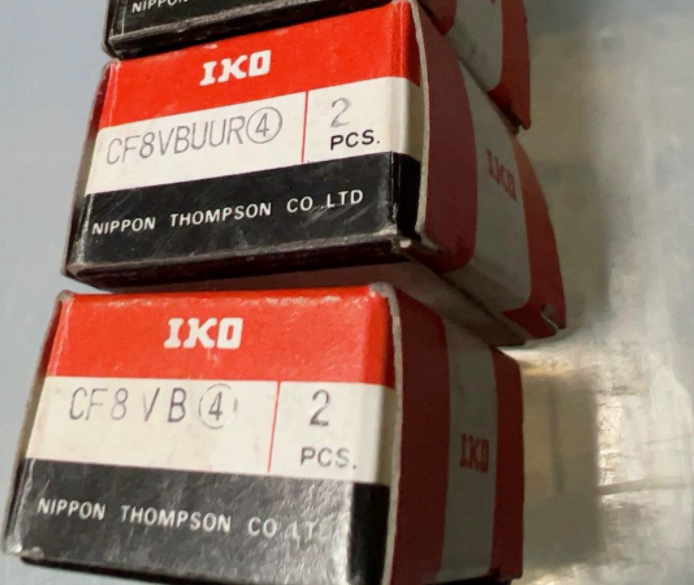 NIPPON
IKO
CF8VBUUR④
2
PCS.
NIPPON THOMPSON CO.,LTD
IKO
IKO
CF8VB④
2
PCS.
NIPPON THOMPSON CO.,LTD
IKO